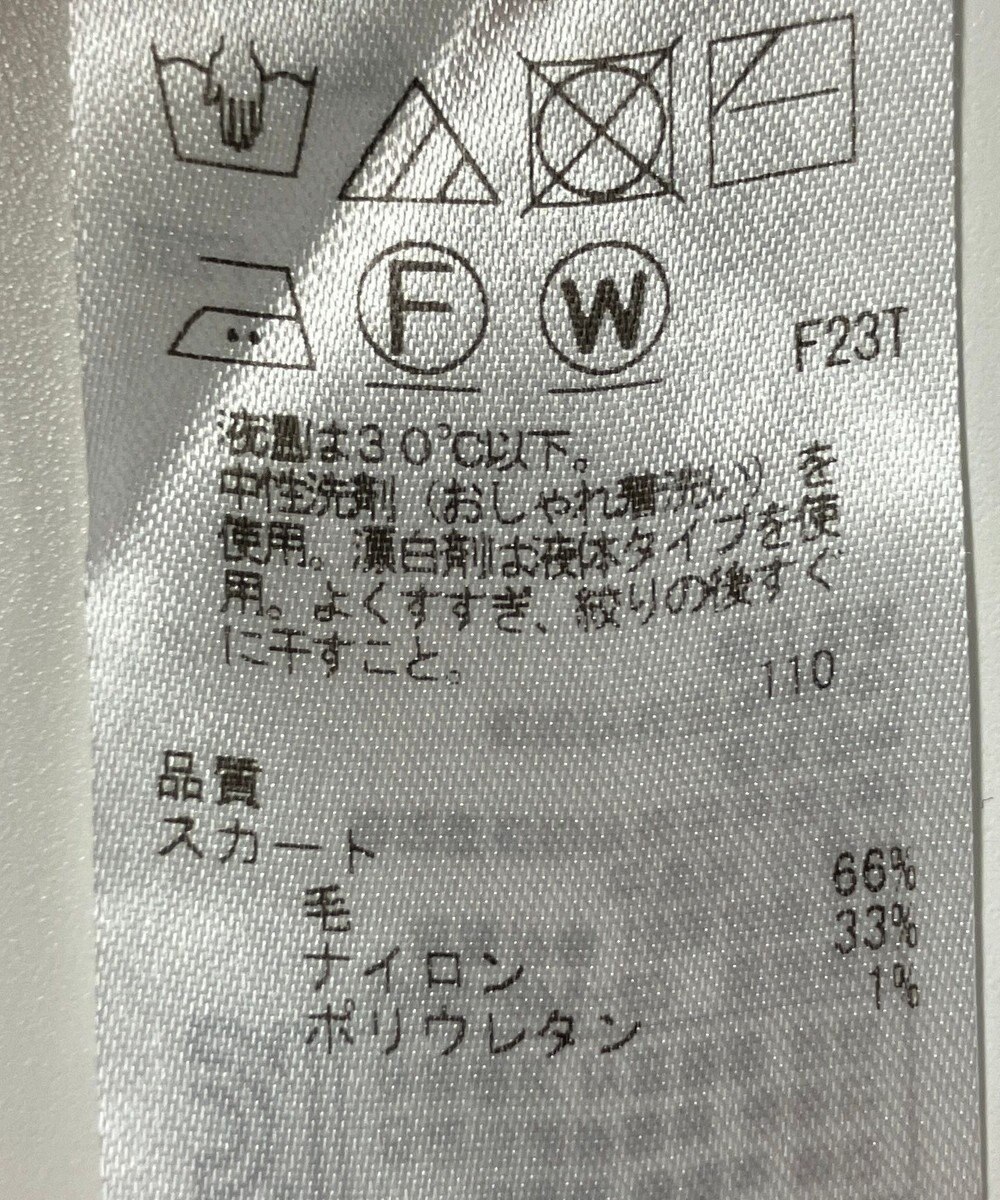 F W F23T
液温は30℃以下。
中性洗剤（おしゃれ着洗い）を
使用。漂白剤は液体タイプを使
用。よくすすぎ、絞りの後すぐ
に干すこと。
110
品質
スカート
毛 66%
ナイロン 33%
ポリウレタン 1%